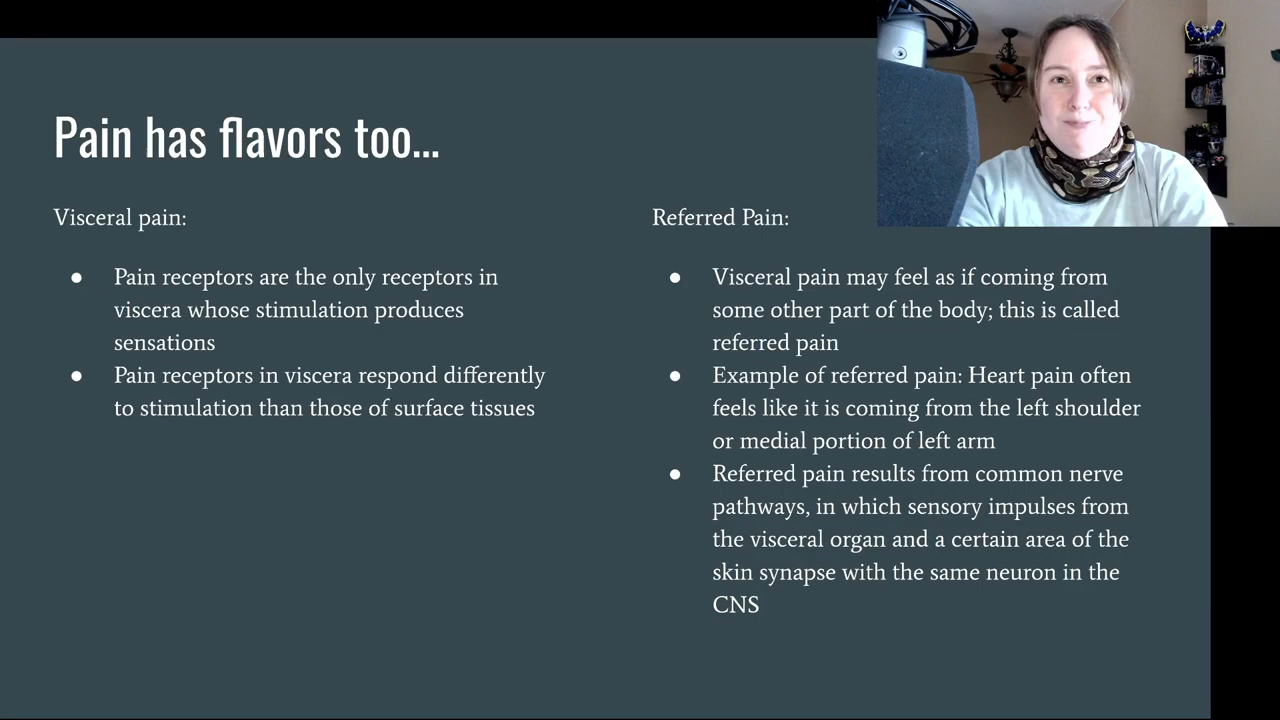 Pain has flavors too...
Visceral pain:
● Pain receptors are the only receptors in
viscera whose stimulation produces
sensations
● Pain receptors in viscera respond differently
to stimulation than those of surface tissues
Referred Pain:
● Visceral pain may feel as if coming from
some other part of the body; this is called
referred pain
● Example of referred pain: Heart pain often
feels like it is coming from the left shoulder
or medial portion of left arm
● Referred pain results from common nerve
pathways, in which sensory impulses from
the visceral organ and a certain area of the
skin synapse with the same neuron in the
CNS